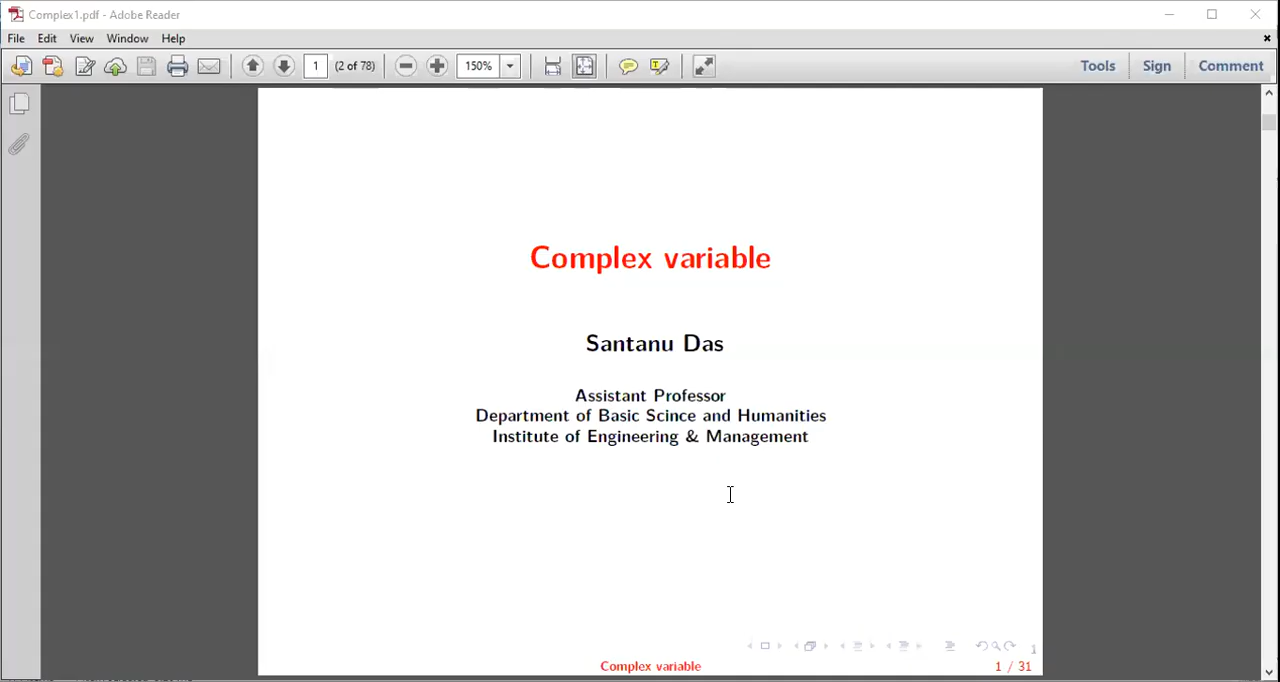 Complex1.pdf - Adobe Reader
File Edit View Window Help
1 (2 of 78) 150% Tools Sign Comment
Complex variable
Santanu Das
Assistant Professor
Department of Basic Scince and Humanities
Institute of Engineering & Management
1
Complex variable 1 / 31